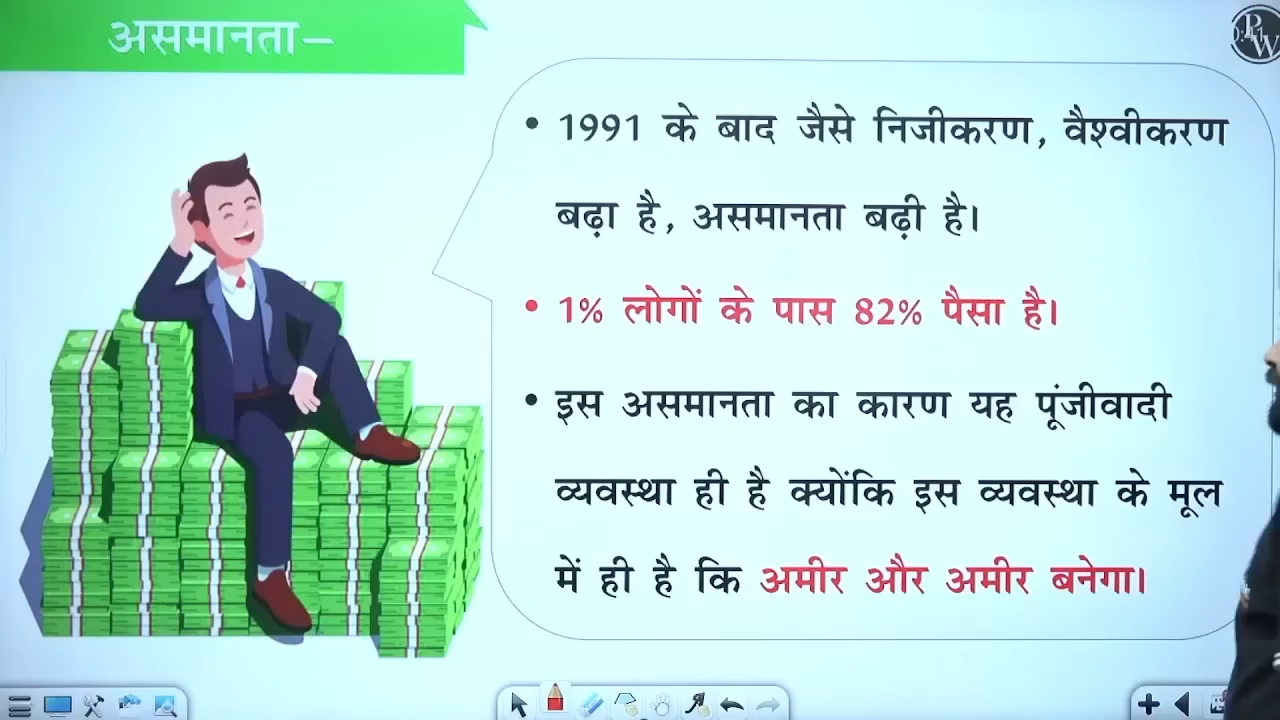 असमानता–
PW
1991 के बाद जैसे निजीकरण, वैश्वीकरण
बढ़ा है, असमानता बढ़ी है।
1% लोगों के पास 82% पैसा है।
इस असमानता का कारण यह पूंजीवादी
व्यवस्था ही है क्योंकि इस व्यवस्था के मूल
में ही है कि अमीर और अमीर बनेगा।